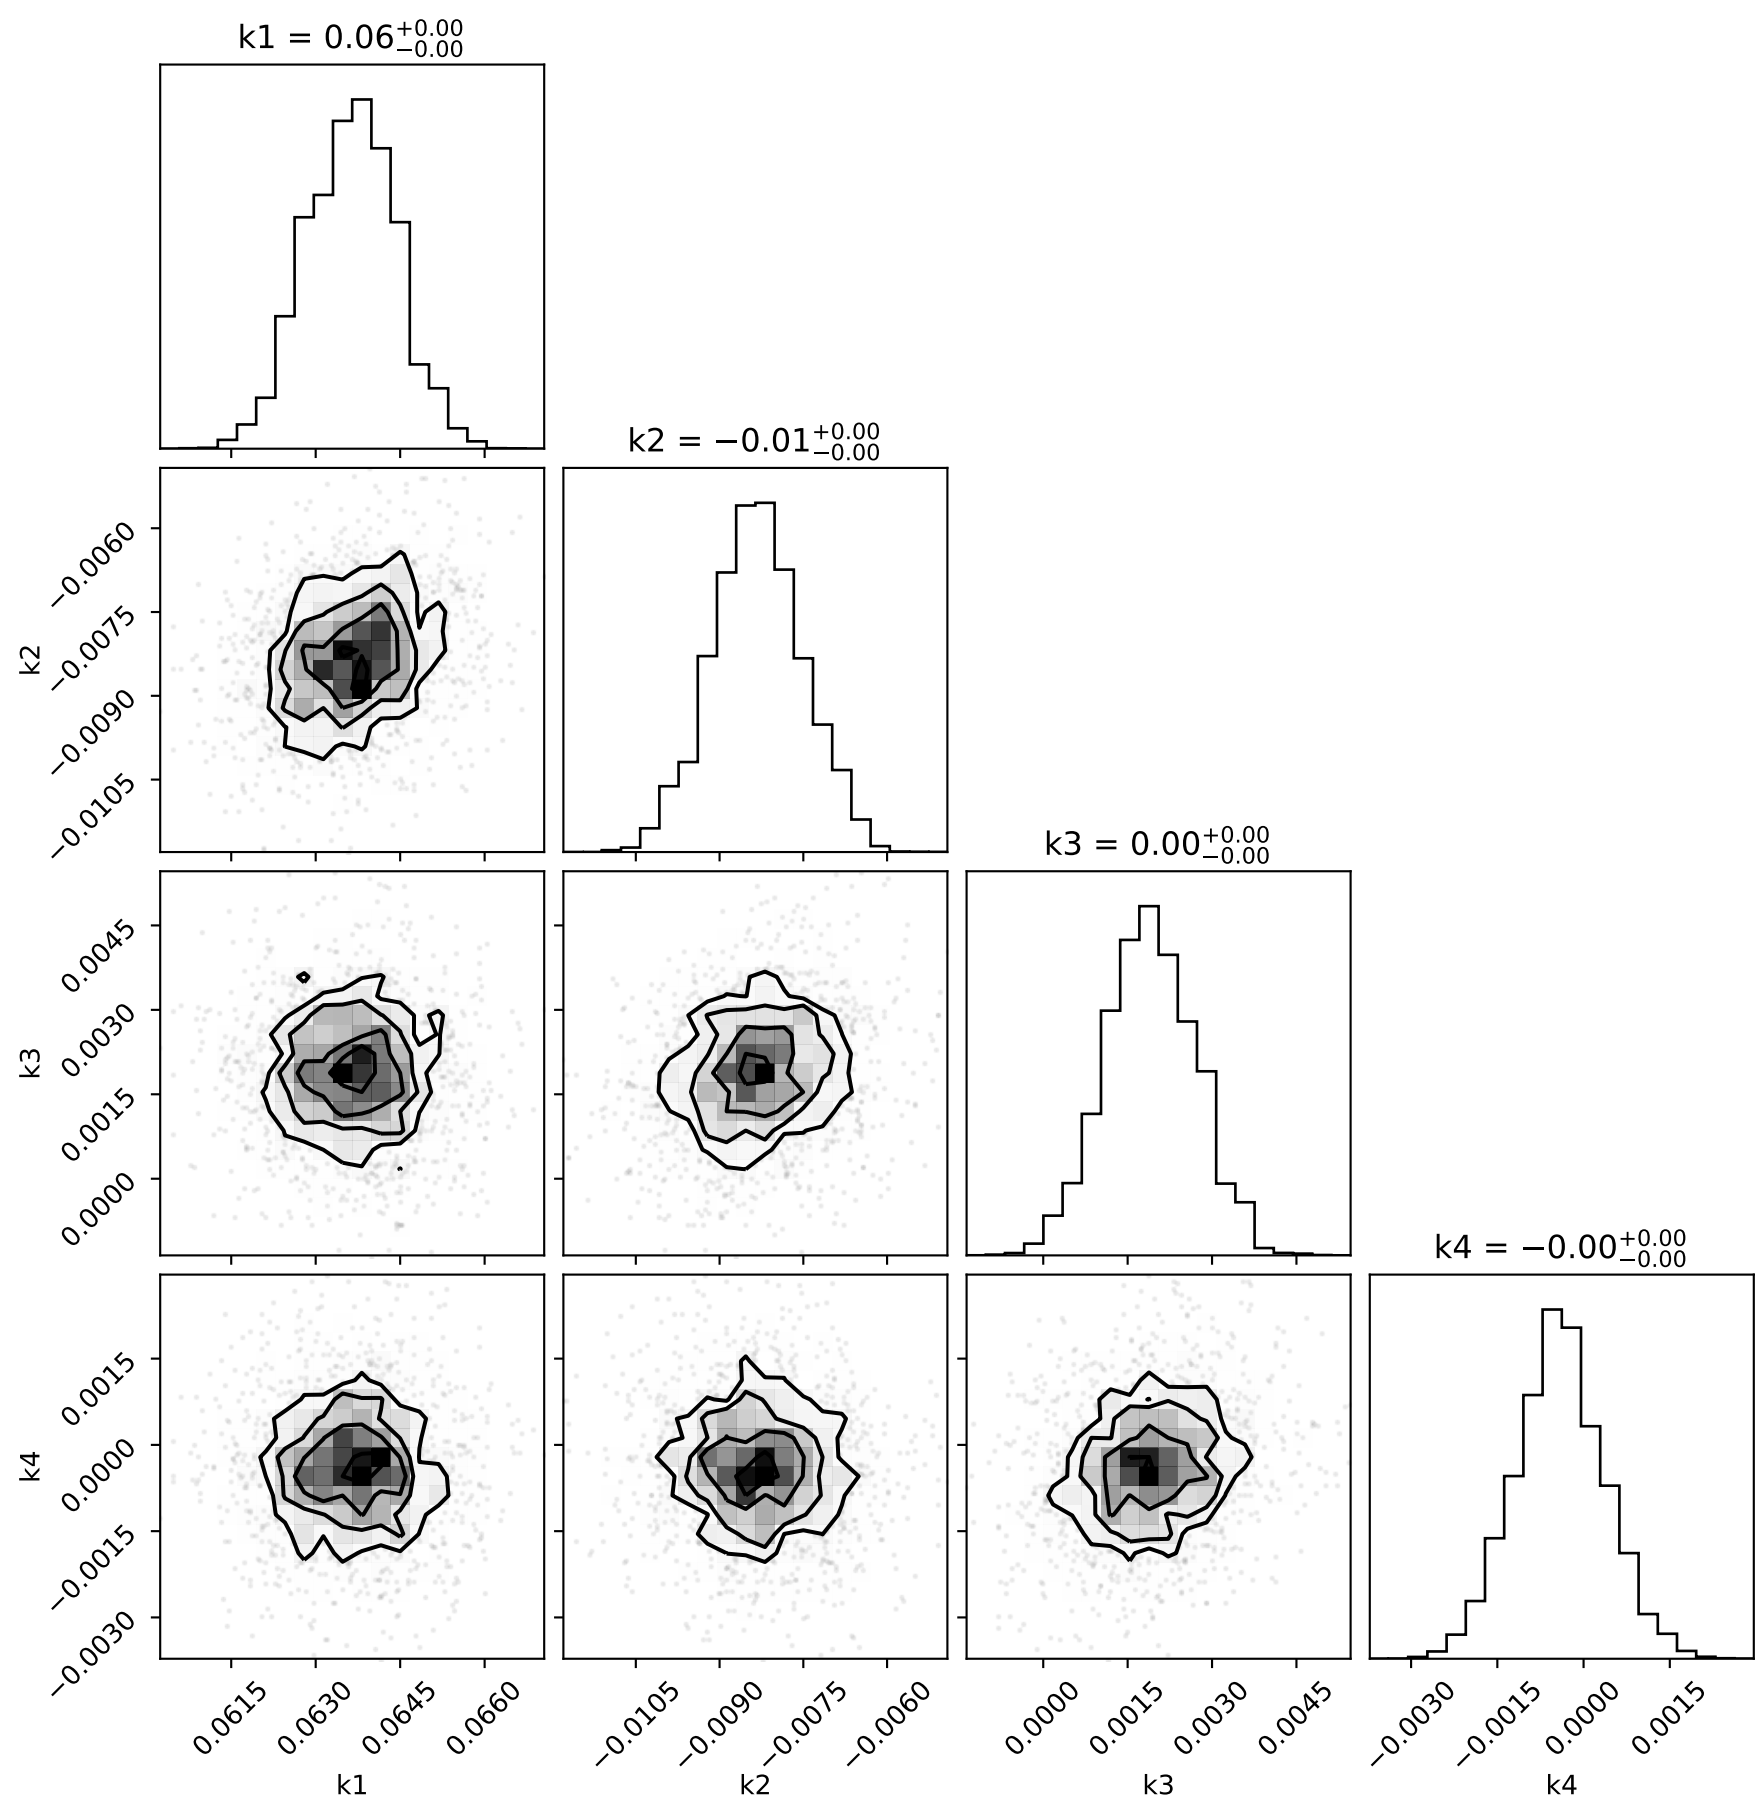 k1 = 0.06+0.00−0.00
k2 = −0.01+0.00−0.00
−0.0060
−0.0075
−0.0090
−0.0105
k2
k3 = 0.00+0.00−0.00
0.0045
0.0030
0.0015
0.0000
k3
k4 = −0.00+0.00−0.00
0.0015
0.0000
−0.0015
−0.0030
k4
0.0615 0.0630 0.0645 0.0660
−0.0105 −0.0090 −0.0075 −0.0060
0.0000 0.0015 0.0030 0.0045
−0.0030 −0.0015 0.0000 0.0015
k1 k2 k3 k4